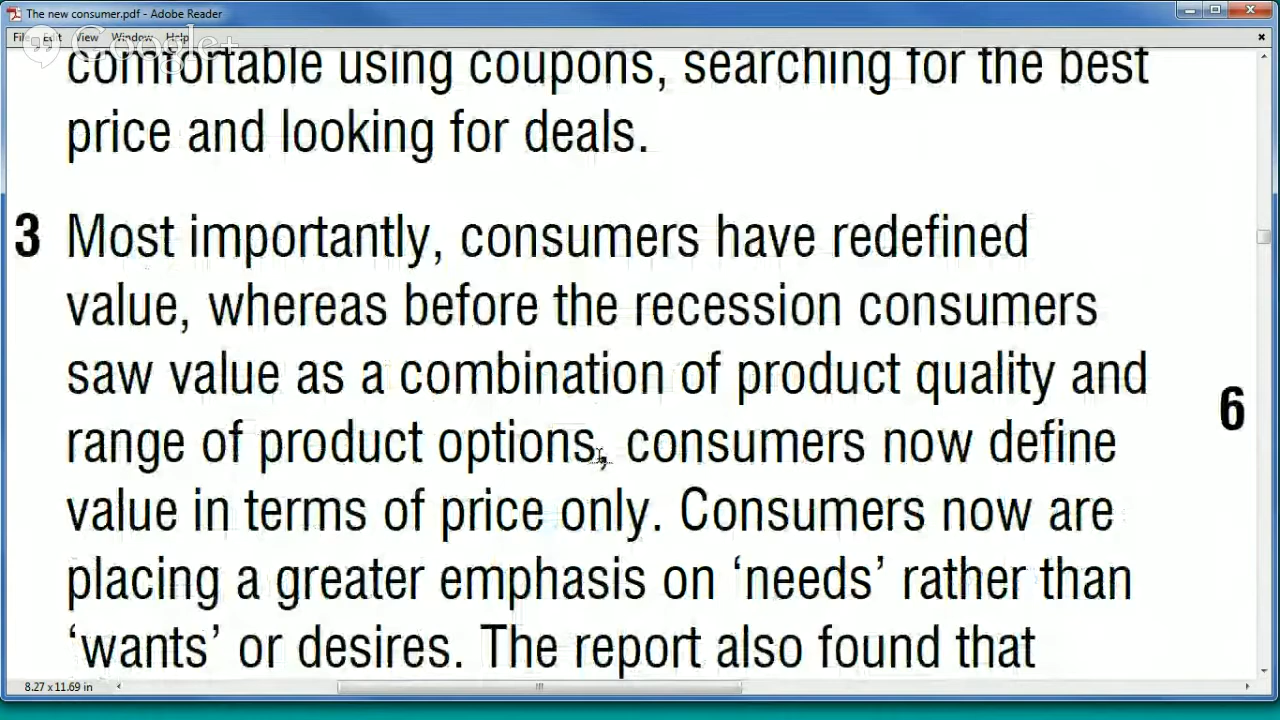 The new consumer.pdf - Adobe Reader
File Edit View Window Help
Google+
comfortable using coupons, searching for the best
price and looking for deals.
3 Most importantly, consumers have redefined
value, whereas before the recession consumers
saw value as a combination of product quality and
6
range of product options, consumers now define
value in terms of price only. Consumers now are
placing a greater emphasis on ‘needs’ rather than
‘wants’ or desires. The report also found that
8.27 x 11.69 in